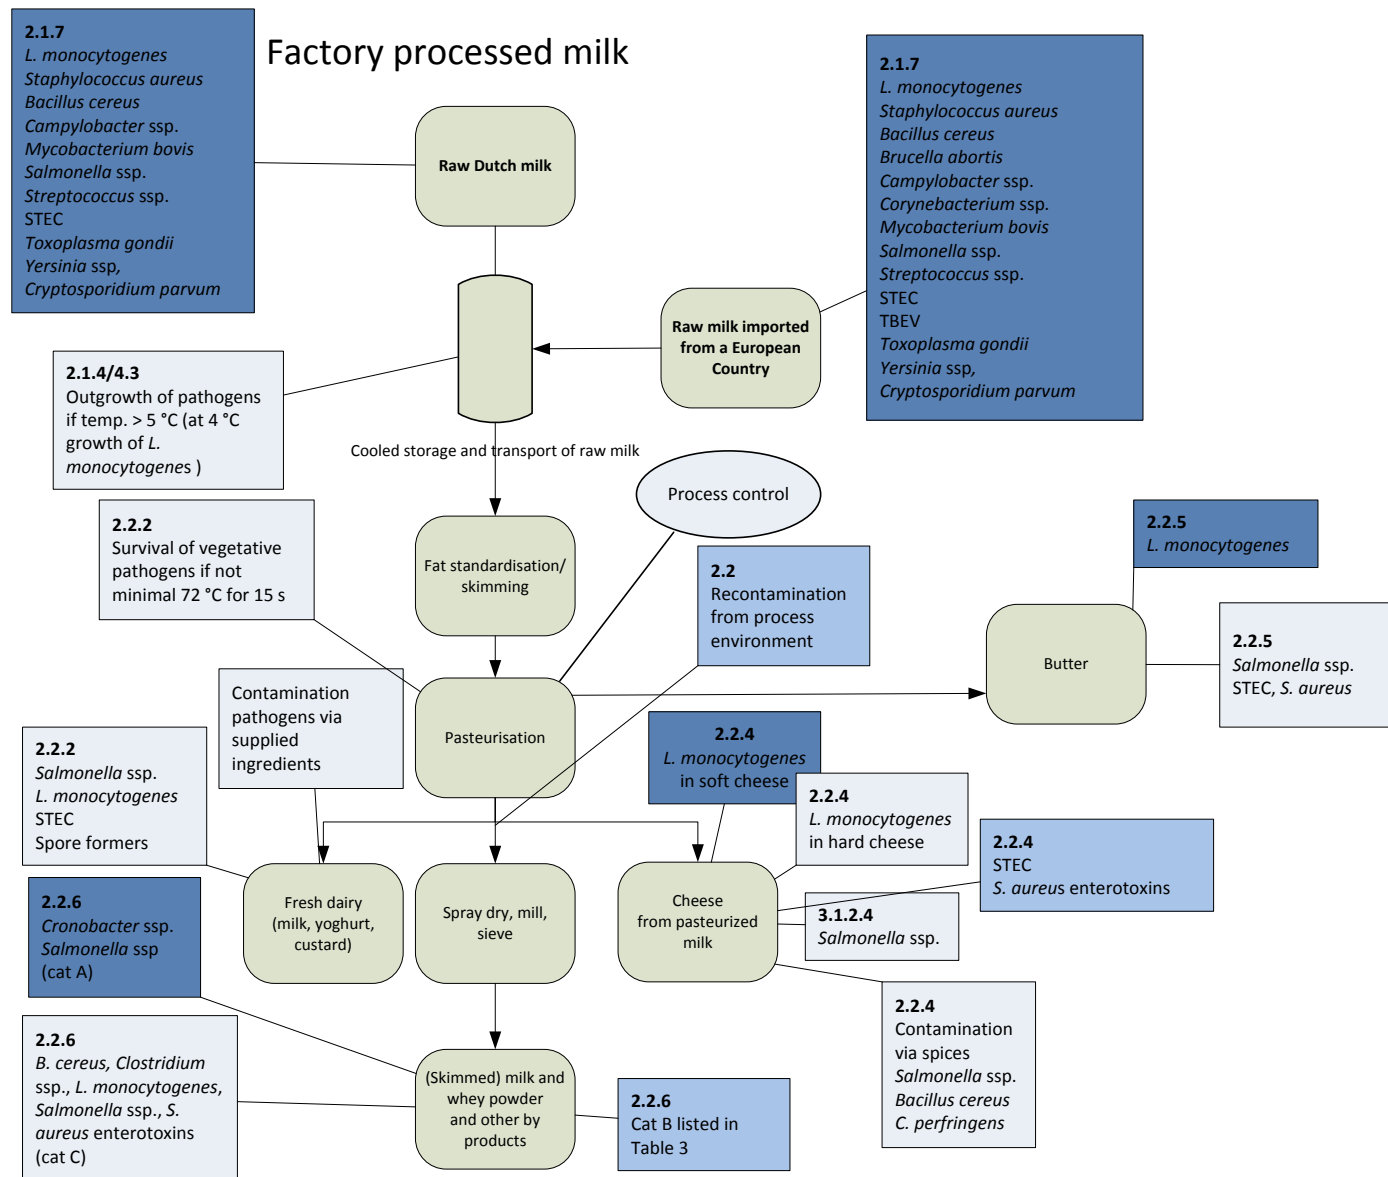 Factory processed milk
2.1.7
L. monocytogenes
Staphylococcus aureus
Bacillus cereus
Campylobacter ssp.
Mycobacterium bovis
Salmonella ssp.
Streptococcus ssp.
STEC
Toxoplasma gondii
Yersinia ssp,
Cryptosporidium parvum
Raw Dutch milk
2.1.7
L. monocytogenes
Staphylococcus aureus
Bacillus cereus
Brucella abortis
Campylobacter ssp.
Corynebacterium ssp.
Mycobacterium bovis
Salmonella ssp.
Streptococcus ssp.
STEC
TBEV
Toxoplasma gondii
Yersinia ssp,
Cryptosporidium parvum
Raw milk imported
from a European
Country
2.1.4/4.3
Outgrowth of pathogens
if temp. > 5 °C (at 4 °C
growth of L.
monocytogenes )
Cooled storage and transport of raw milk
Process control
2.2.2
Survival of vegetative
pathogens if not
minimal 72 °C for 15 s
Fat standardisation/
skimming
2.2
Recontamination
from process
environment
2.2.5
L. monocytogenes
Butter
2.2.5
Salmonella ssp.
STEC, S. aureus
Contamination
pathogens via
supplied
ingredients
Pasteurisation
2.2.2
Salmonella ssp.
L. monocytogenes
STEC
Spore formers
2.2.4
L. monocytogenes
in soft cheese
2.2.4
L. monocytogenes
in hard cheese
2.2.4
STEC
S. aureus enterotoxins
2.2.6
Cronobacter ssp.
Salmonella ssp
(cat A)
Fresh dairy
(milk, yoghurt,
custard)
Spray dry, mill,
sieve
Cheese
from pasteurized
milk
3.1.2.4
Salmonella ssp.
2.2.4
Contamination
via spices
Salmonella ssp.
Bacillus cereus
C. perfringens
2.2.6
B. cereus, Clostridium
ssp., L. monocytogenes,
Salmonella ssp., S.
aureus enterotoxins
(cat C)
(Skimmed) milk and
whey powder
and other by
products
2.2.6
Cat B listed in
Table 3